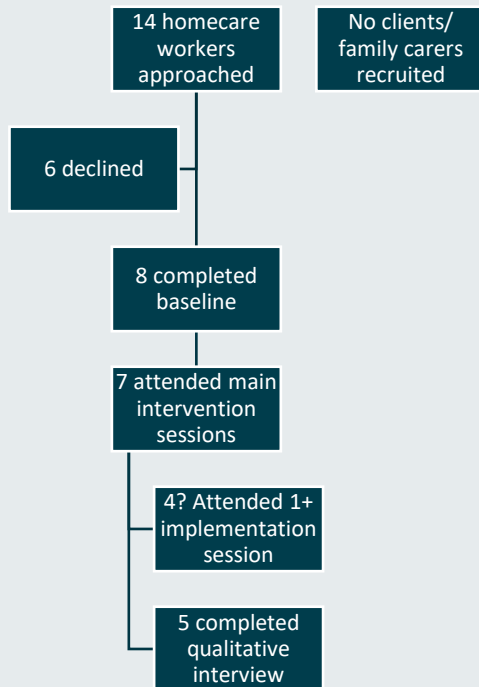 14 homecare
workers
approached
No clients/
family carers
recruited
6 declined
8 completed
baseline
7 attended main
intervention
sessions
4? Attended 1+
implementation
session
5 completed
qualitative
interview